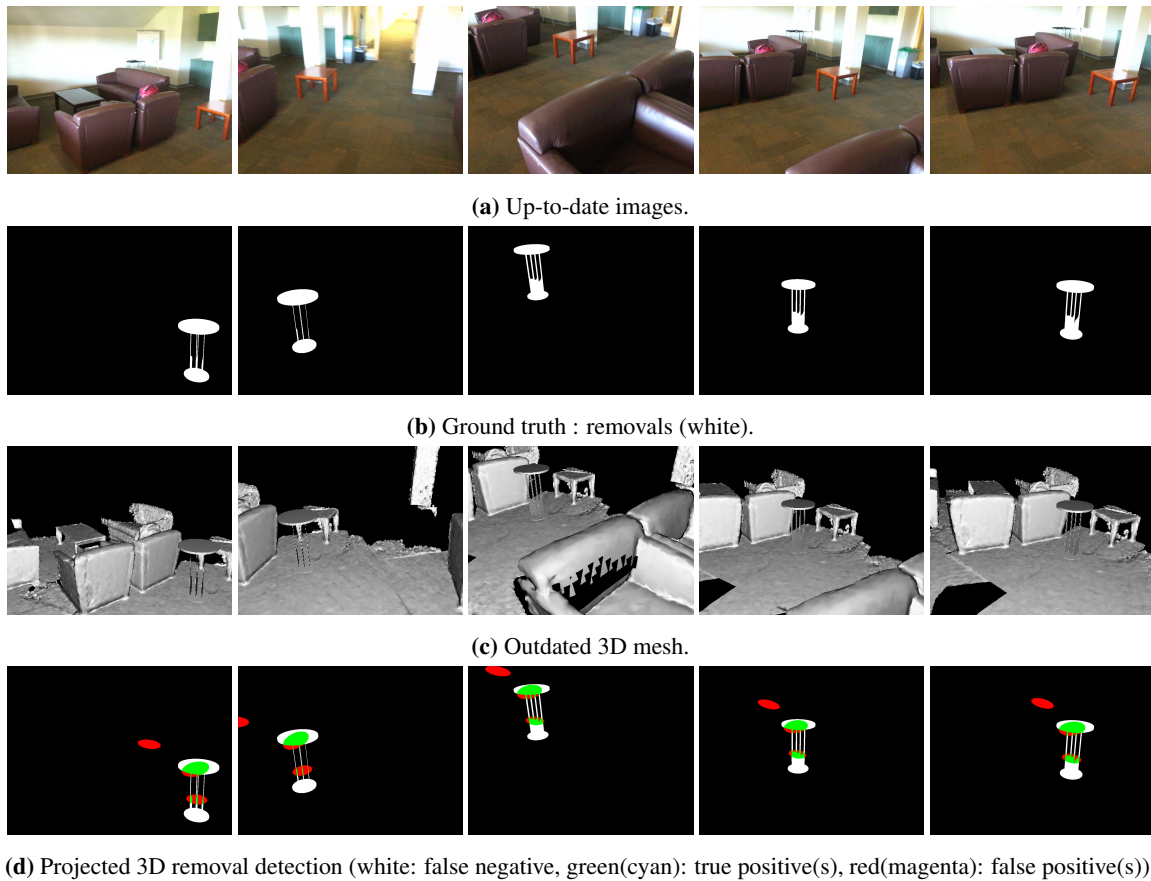 (a) Up-to-date images.
(b) Ground truth : removals (white).
(c) Outdated 3D mesh.
(d) Projected 3D removal detection (white: false negative, green(cyan): true positive(s), red(magenta): false positive(s))